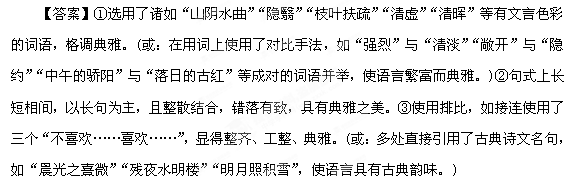 【答案】①选用了诸如“山阴水曲”“隐翳”“枝叶扶疏”“清虚”“清晖”等有文言色彩
的词语，格调典雅。(或：在用词上使用了对比手法，如“强烈”与“清淡”“敞开”与“隐
约”“中午的骄阳”与“落日的古红”等成对的词语并举，使语言繁富而典雅。)②句式上长
短相间，以长句为主，且整散结合，错落有致，具有典雅之美。③使用排比，如接连使用了
三个“不喜欢……喜欢……”，显得整齐、工整、典雅。(或：多处直接引用了古典诗文名句，
如“晨光之熹微”“残夜水明楼”“明月照积雪”，使语言具有古典韵味。)